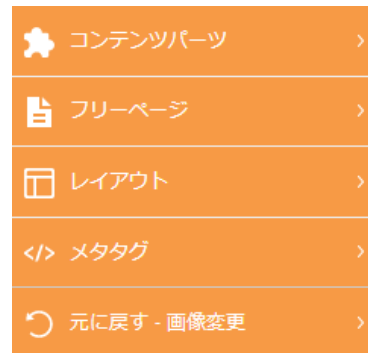 コンテンツパーツ
フリーページ
レイアウト
メタタグ
元に戻す - 画像変更